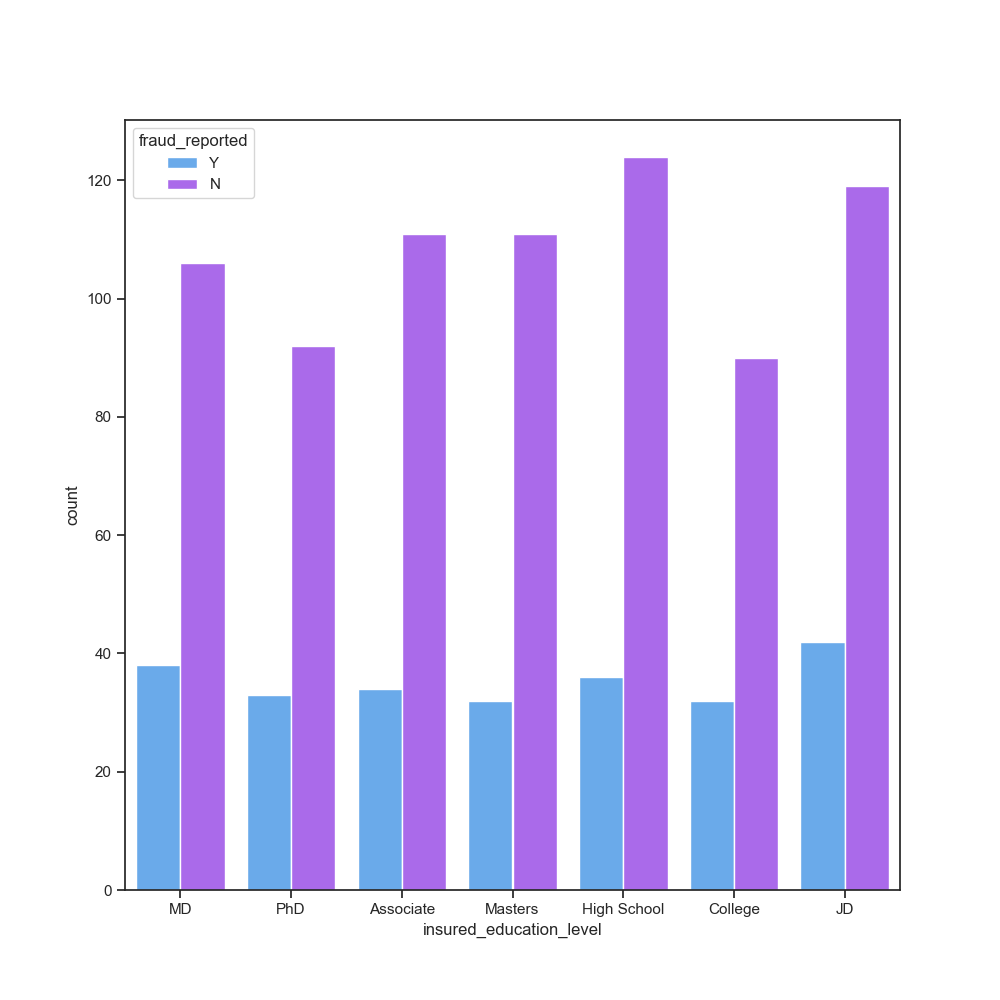 fraud_reported
Y
N
120
100
80
60
40
20
0
count
MD PhD Associate Masters High School College JD
insured_education_level